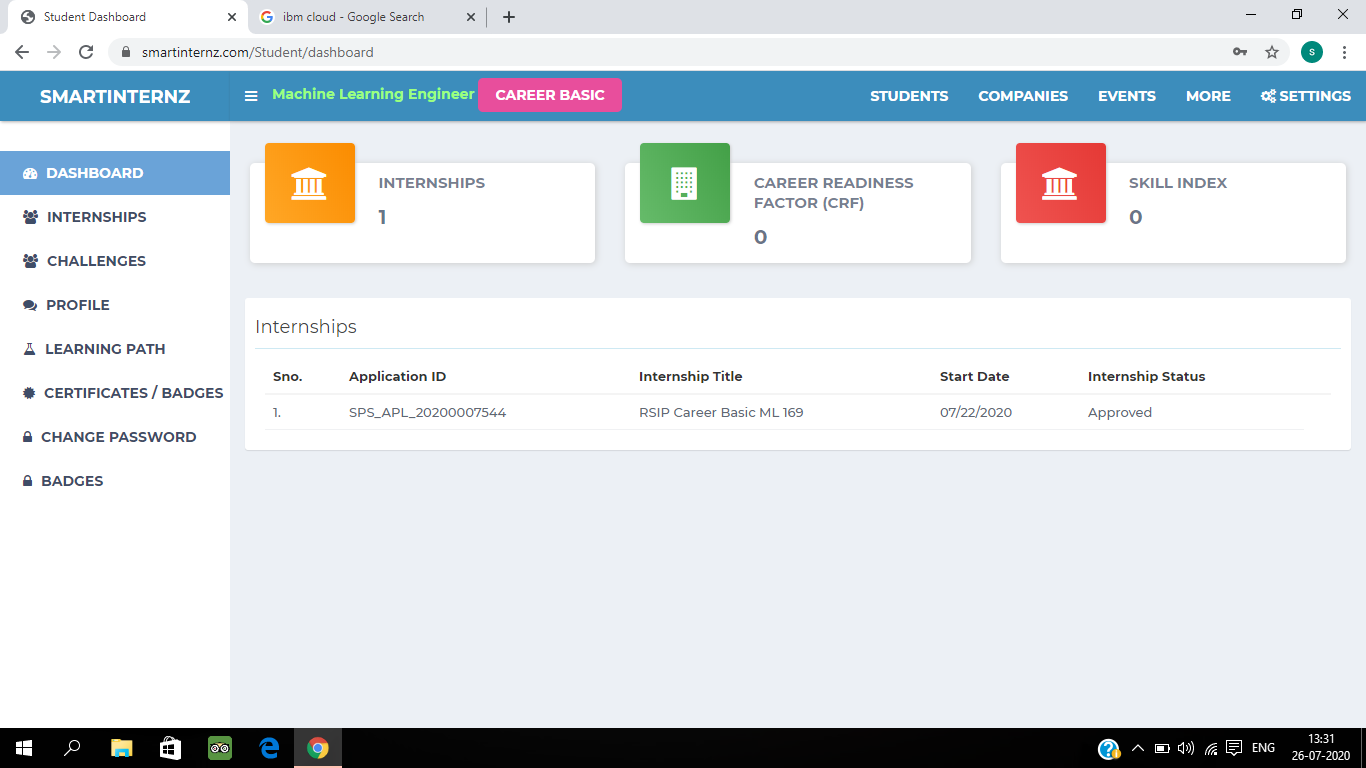 Student Dashboard
ibm cloud - Google Search
smartinternz.com/Student/dashboard
s
SMARTINTERNZ
Machine Learning Engineer
CAREER BASIC
STUDENTS
COMPANIES
EVENTS
MORE
SETTINGS
DASHBOARD
INTERNSHIPS
CHALLENGES
PROFILE
LEARNING PATH
CERTIFICATES / BADGES
CHANGE PASSWORD
BADGES
INTERNSHIPS
1
CAREER READINESS
FACTOR (CRF)
0
SKILL INDEX
0
Internships
Sno. Application ID Internship Title Start Date Internship Status
1. SPS_APL_20200007544 RSIP Career Basic ML 169 07/22/2020 Approved
ENG
13:31
26-07-2020